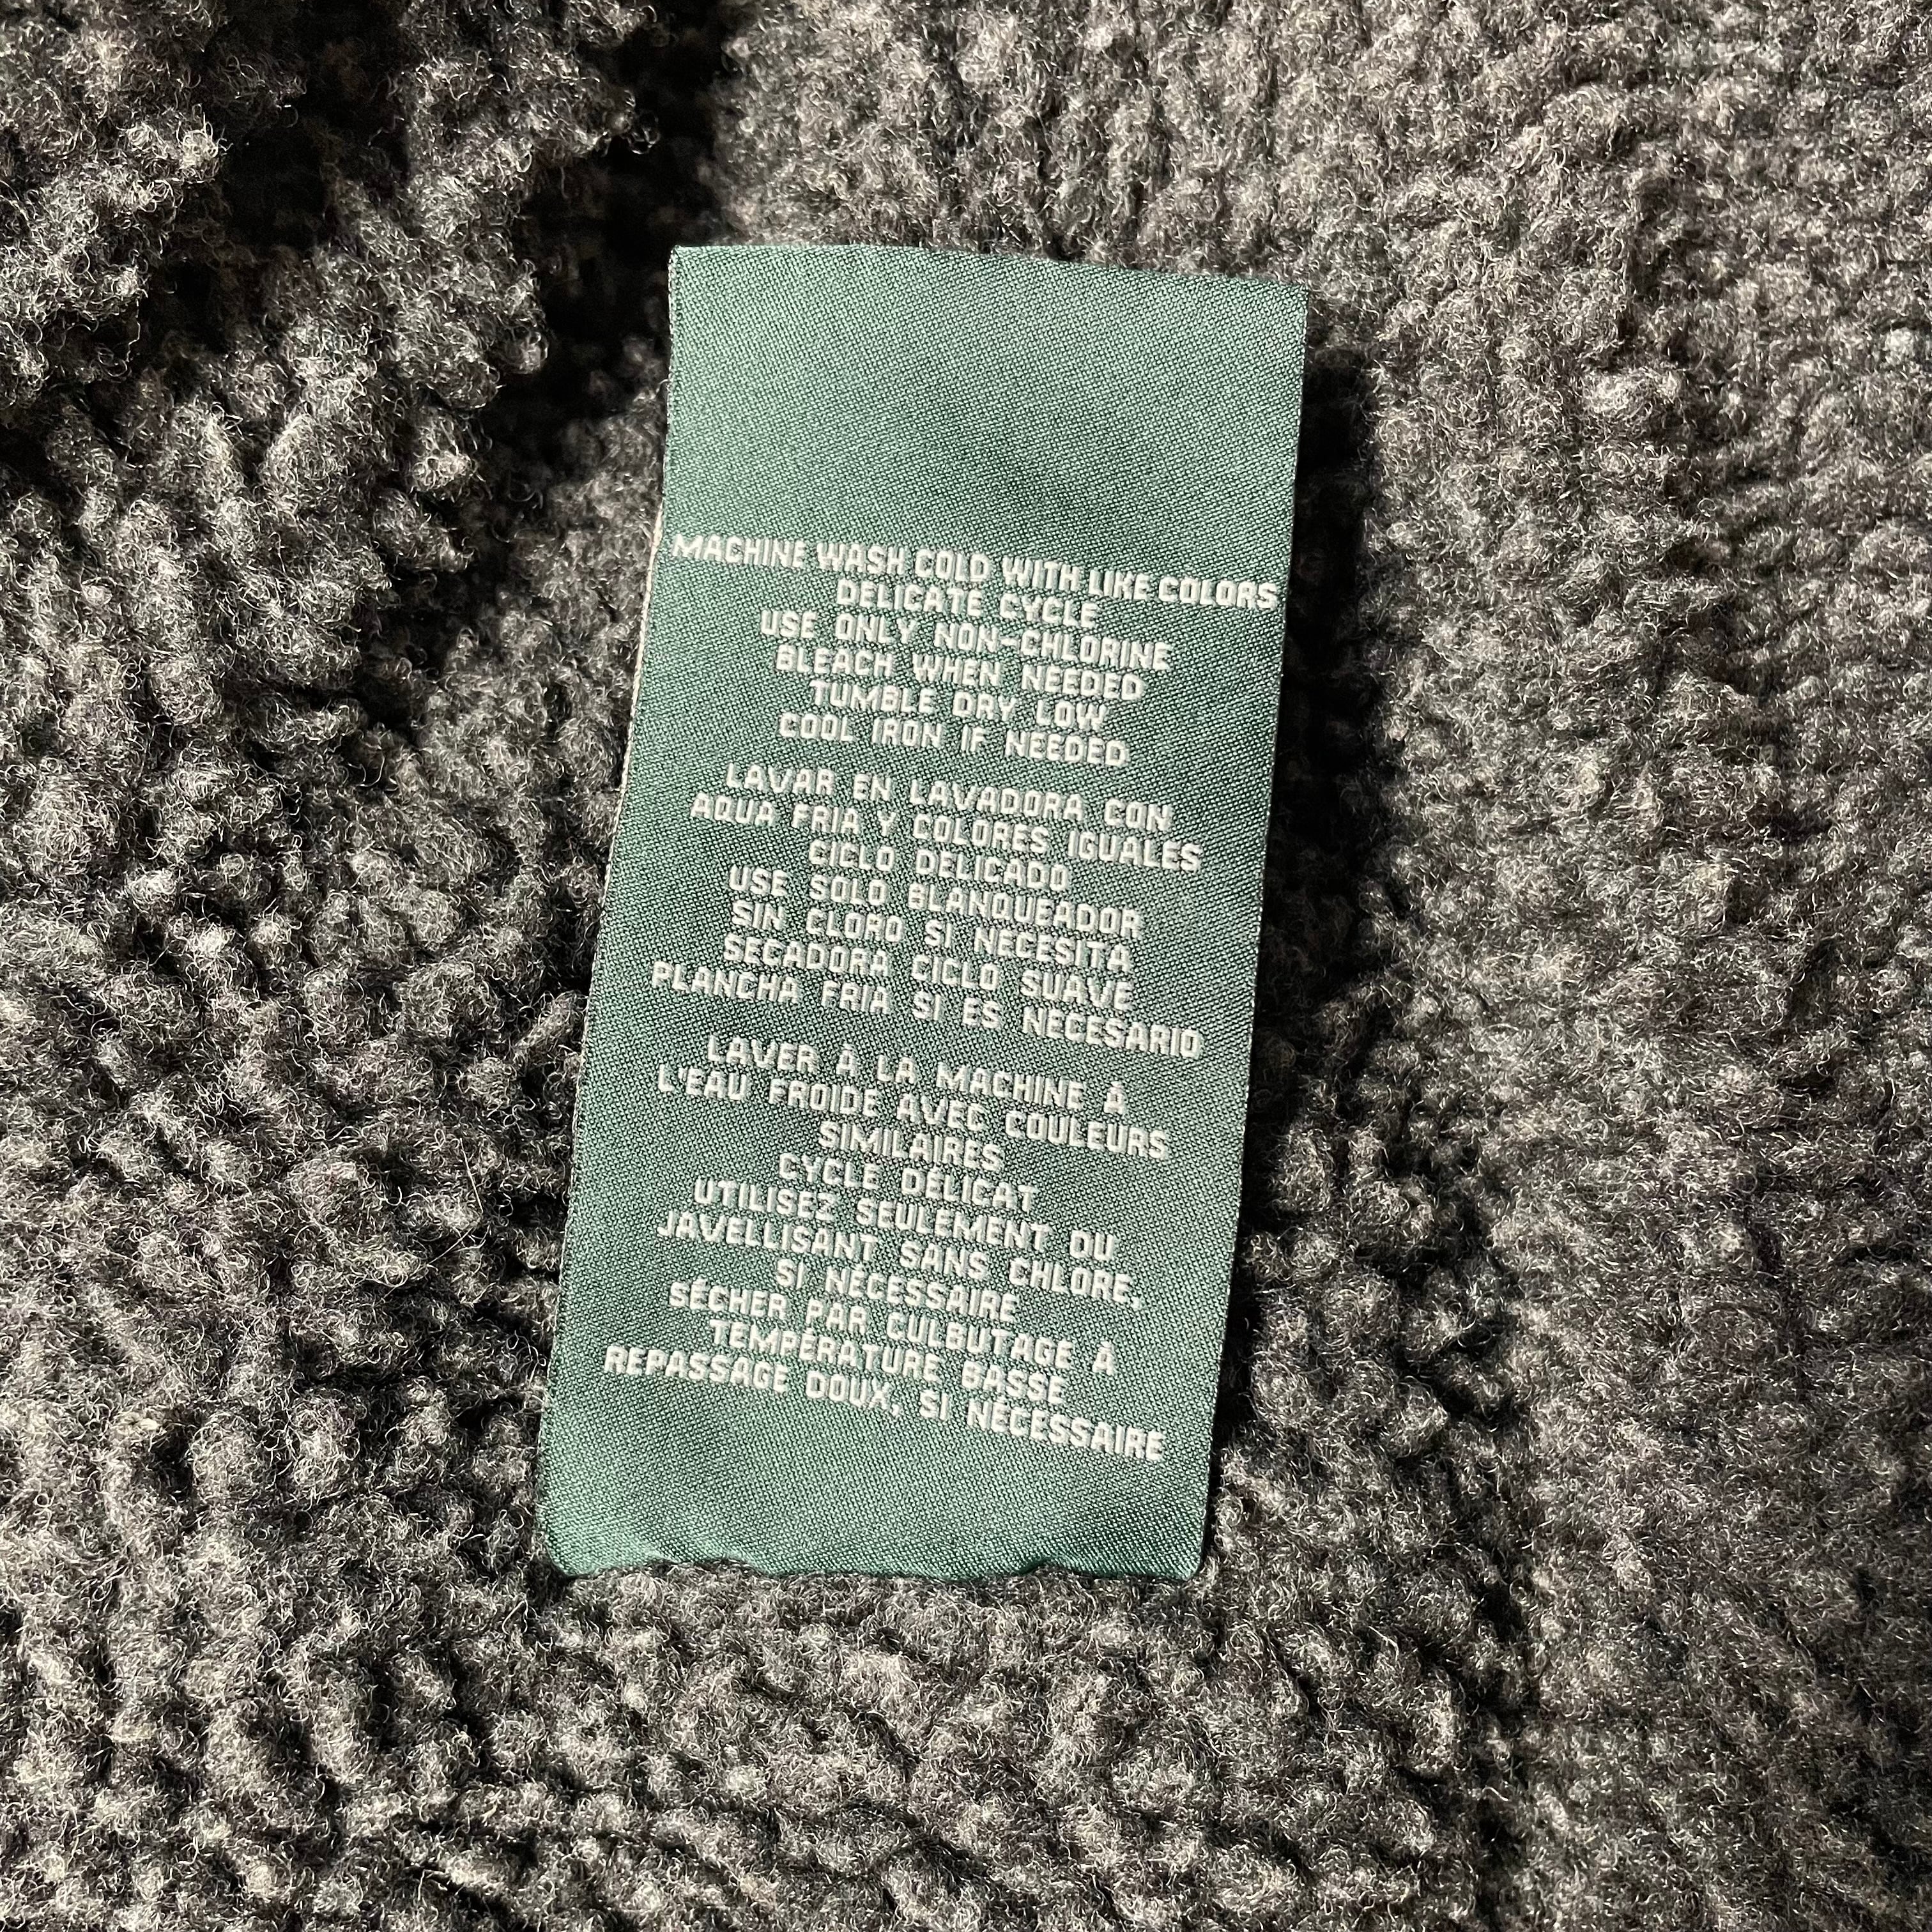 MACHINE WASH COLD WITH LIKE COLORS
DELICATE CYCLE
USE ONLY NON-CHLORINE
BLEACH WHEN NEEDED
TUMBLE DRY LOW
COOL IRON IF NEEDED
LAVAR EN LAVADORA CON
AQUA FRIA Y COLORES IGUALES
CICLO DELICADO
USE SOLO BLANQUEADOR
SIN CLORO SI NECESITA
SECADORA CICLO SUAVE
PLANCHA FRIA SI ES NECESARIO
LAVER À LA MACHINE À
L'EAU FROIDE AVEC COULEURS
SIMILAIRES
CYCLE DÉLICAT
UTILISEZ SEULEMENT OU
JAVELLISANT SANS CHLORE,
SI NÉCESSAIRE
SÉCHER PAR CULBUTAGE À
TEMPÉRATURE BASSE
REPASSAGE DOUX, SI NÉCESSAIRE